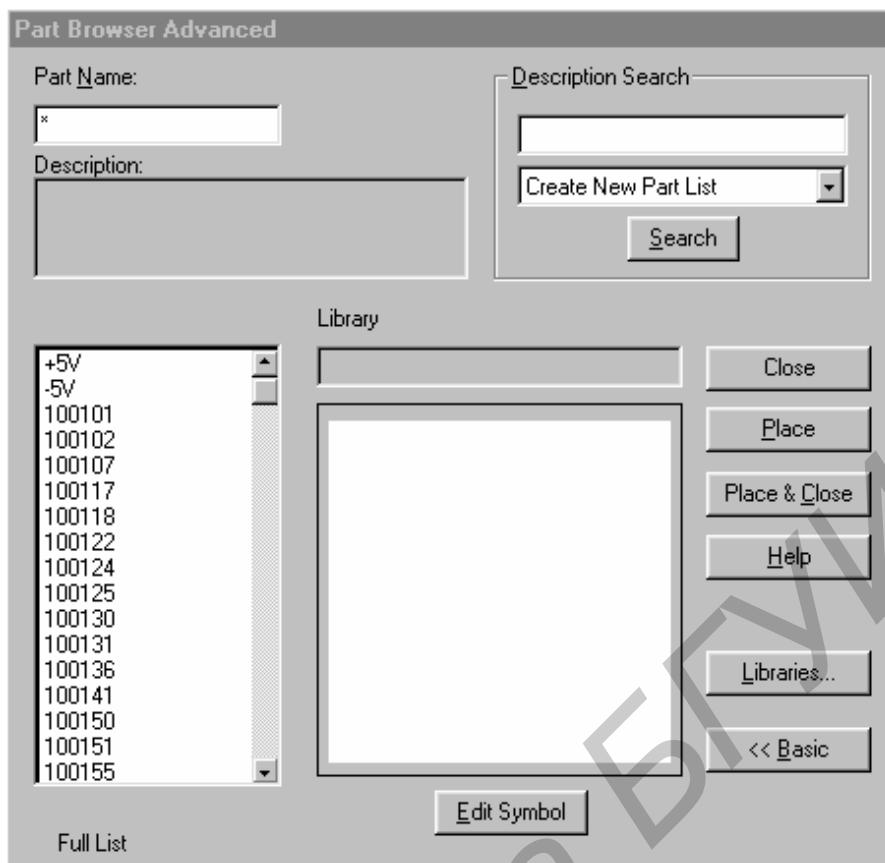 Part Browser Advanced
Part Name:
*
Description:
Description Search
Create New Part List
Search
+5V
-5V
100101
100102
100107
100117
100118
100122
100124
100125
100130
100131
100136
100141
100150
100151
100155
Full List
Library
Edit Symbol
Close
Place
Place & Close
Help
Libraries...
<< Basic